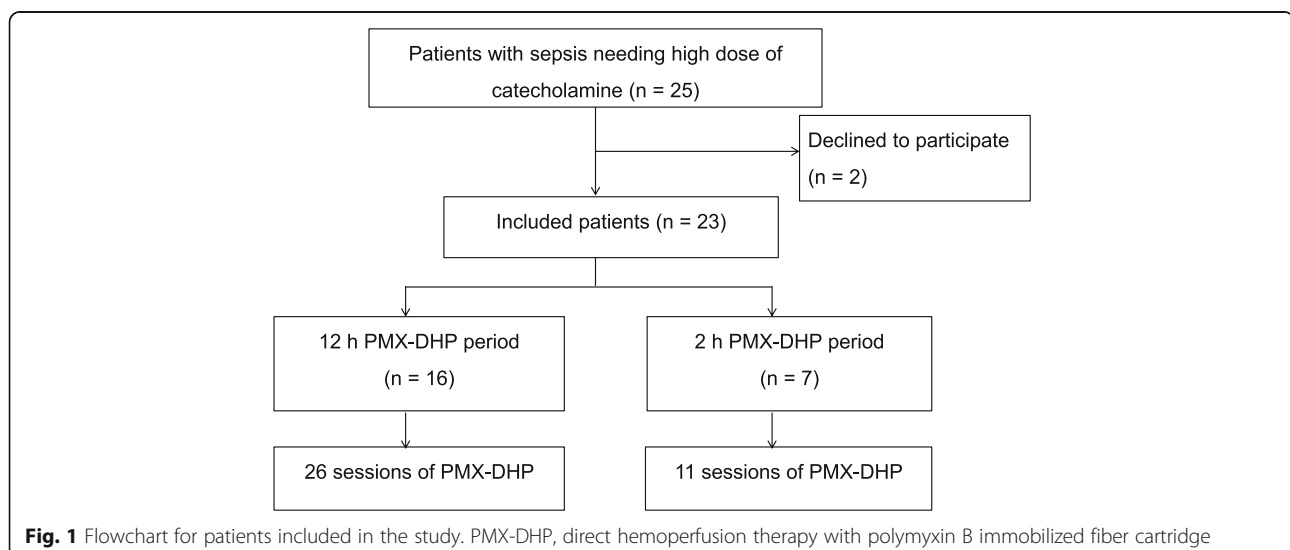 Patients with sepsis needing high dose of
catecholamine (n = 25)
Declined to participate
(n = 2)
Included patients (n = 23)
12 h PMX-DHP period
(n = 16)
2 h PMX-DHP period
(n = 7)
26 sessions of PMX-DHP
11 sessions of PMX-DHP
Fig. 1 Flowchart for patients included in the study. PMX-DHP, direct hemoperfusion therapy with polymyxin B immobilized fiber cartridge